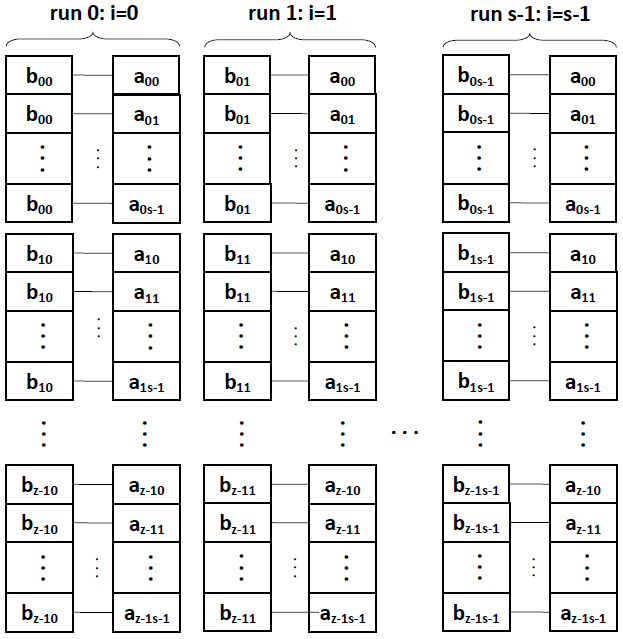 run 0: i=0 run 1: i=1 run s-1: i=s-1
b00 a00 b01 a00 b0s-1 a00
b00 a01 b01 a01 b0s-1 a01
⋮ ⋮ ⋮ ⋮ ⋮ ⋮ ⋮ ⋮ ⋮
b00 a0s-1 b01 a0s-1 b0s-1 a0s-1
b10 a10 b11 a10 b1s-1 a10
b10 a11 b11 a11 b1s-1 a11
⋮ ⋮ ⋮ ⋮ ⋮ ⋮ ⋮ ⋮ ⋮
b10 a1s-1 b11 a1s-1 b1s-1 a1s-1
⋮ ⋮ ⋮ ⋮ ... ⋮ ⋮
bz-10 az-10 bz-11 az-10 bz-1s-1 az-10
bz-10 az-11 bz-11 az-11 bz-1s-1 az-11
⋮ ⋮ ⋮ ⋮ ⋮ ⋮ ⋮ ⋮ ⋮
bz-10 az-1s-1 bz-11 az-1s-1 bz-1s-1 az-1s-1